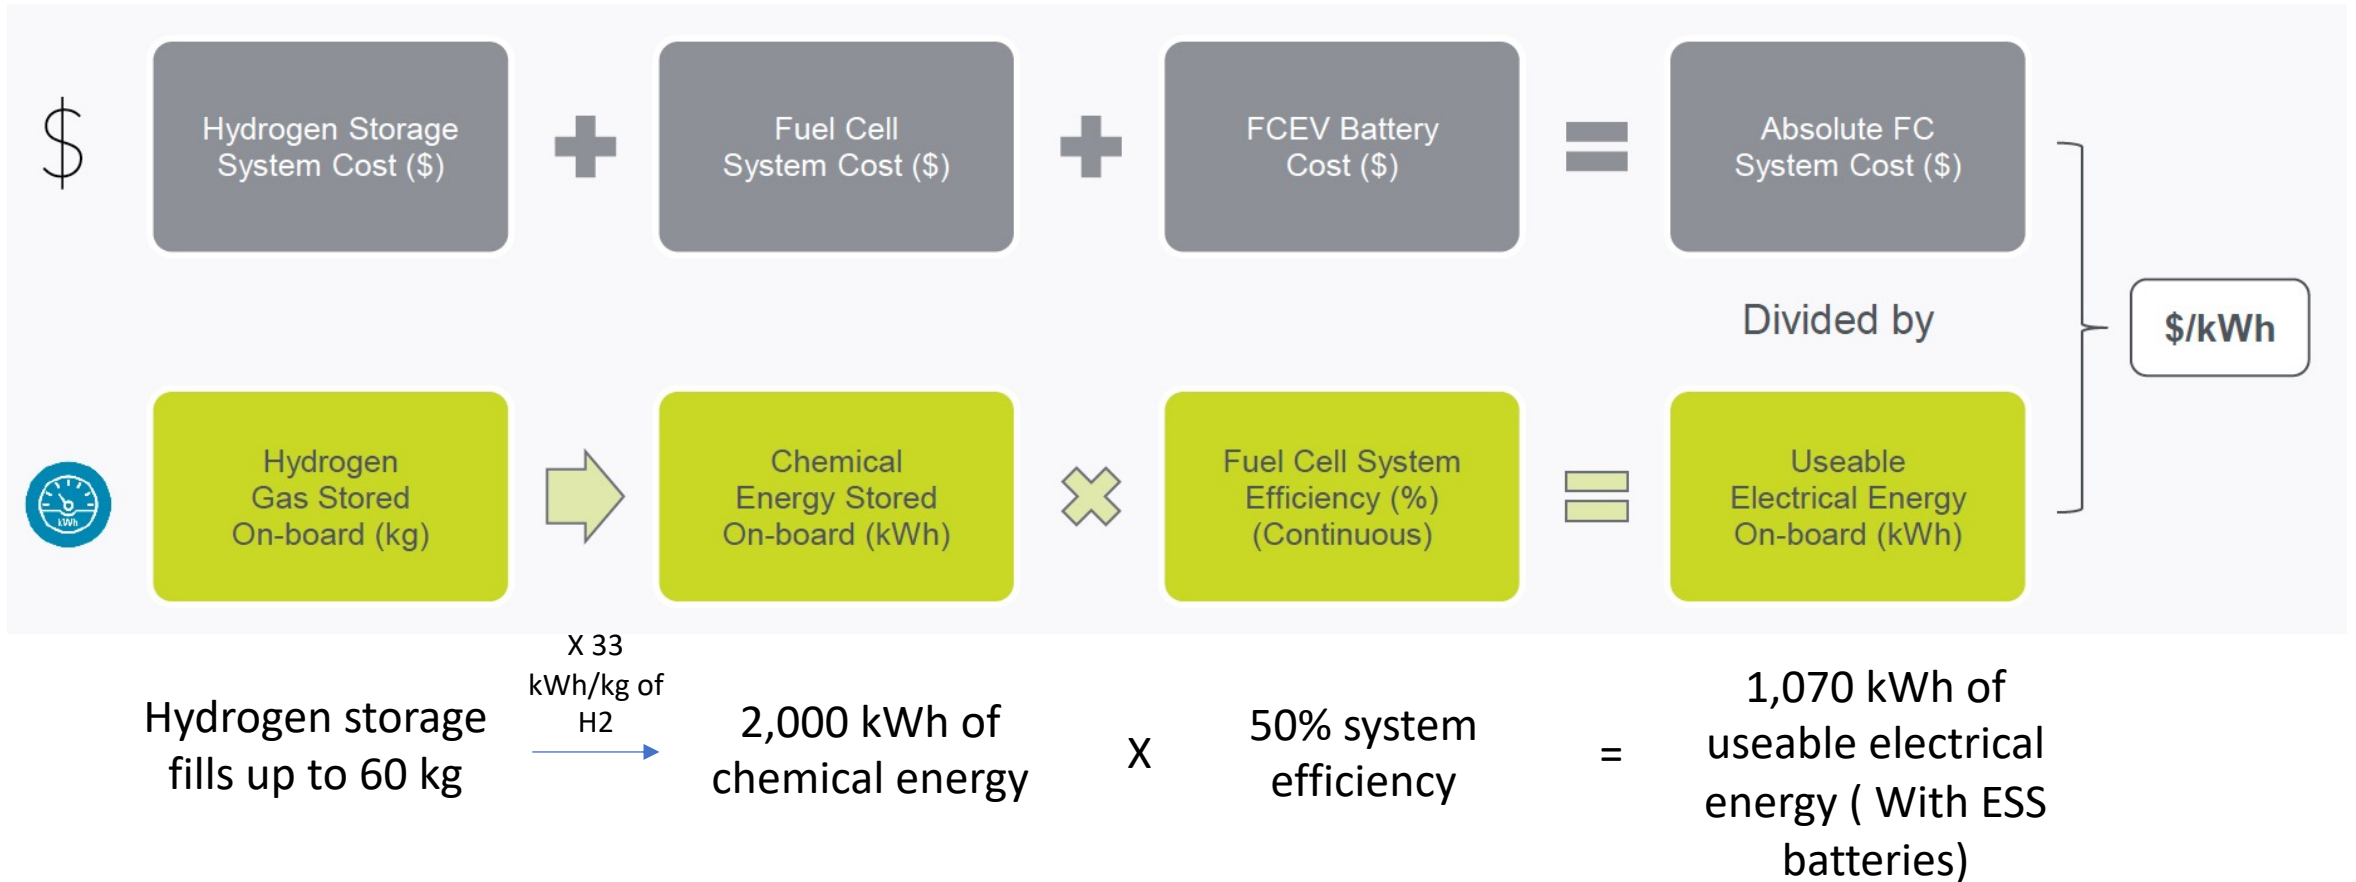 $
Hydrogen Storage
System Cost ($)
Fuel Cell
System Cost ($)
FCEV Battery
Cost ($)
Absolute FC
System Cost ($)
Divided by
$/kWh
kWh
Hydrogen
Gas Stored
On-board (kg)
Chemical
Energy Stored
On-board (kWh)
Fuel Cell System
Efficiency (%)
(Continuous)
Useable
Electrical Energy
On-board (kWh)
Hydrogen storage
fills up to 60 kg
X 33
kWh/kg of
H2
2,000 kWh of
chemical energy
X
50% system
efficiency
=
1,070 kWh of
useable electrical
energy ( With ESS
batteries)